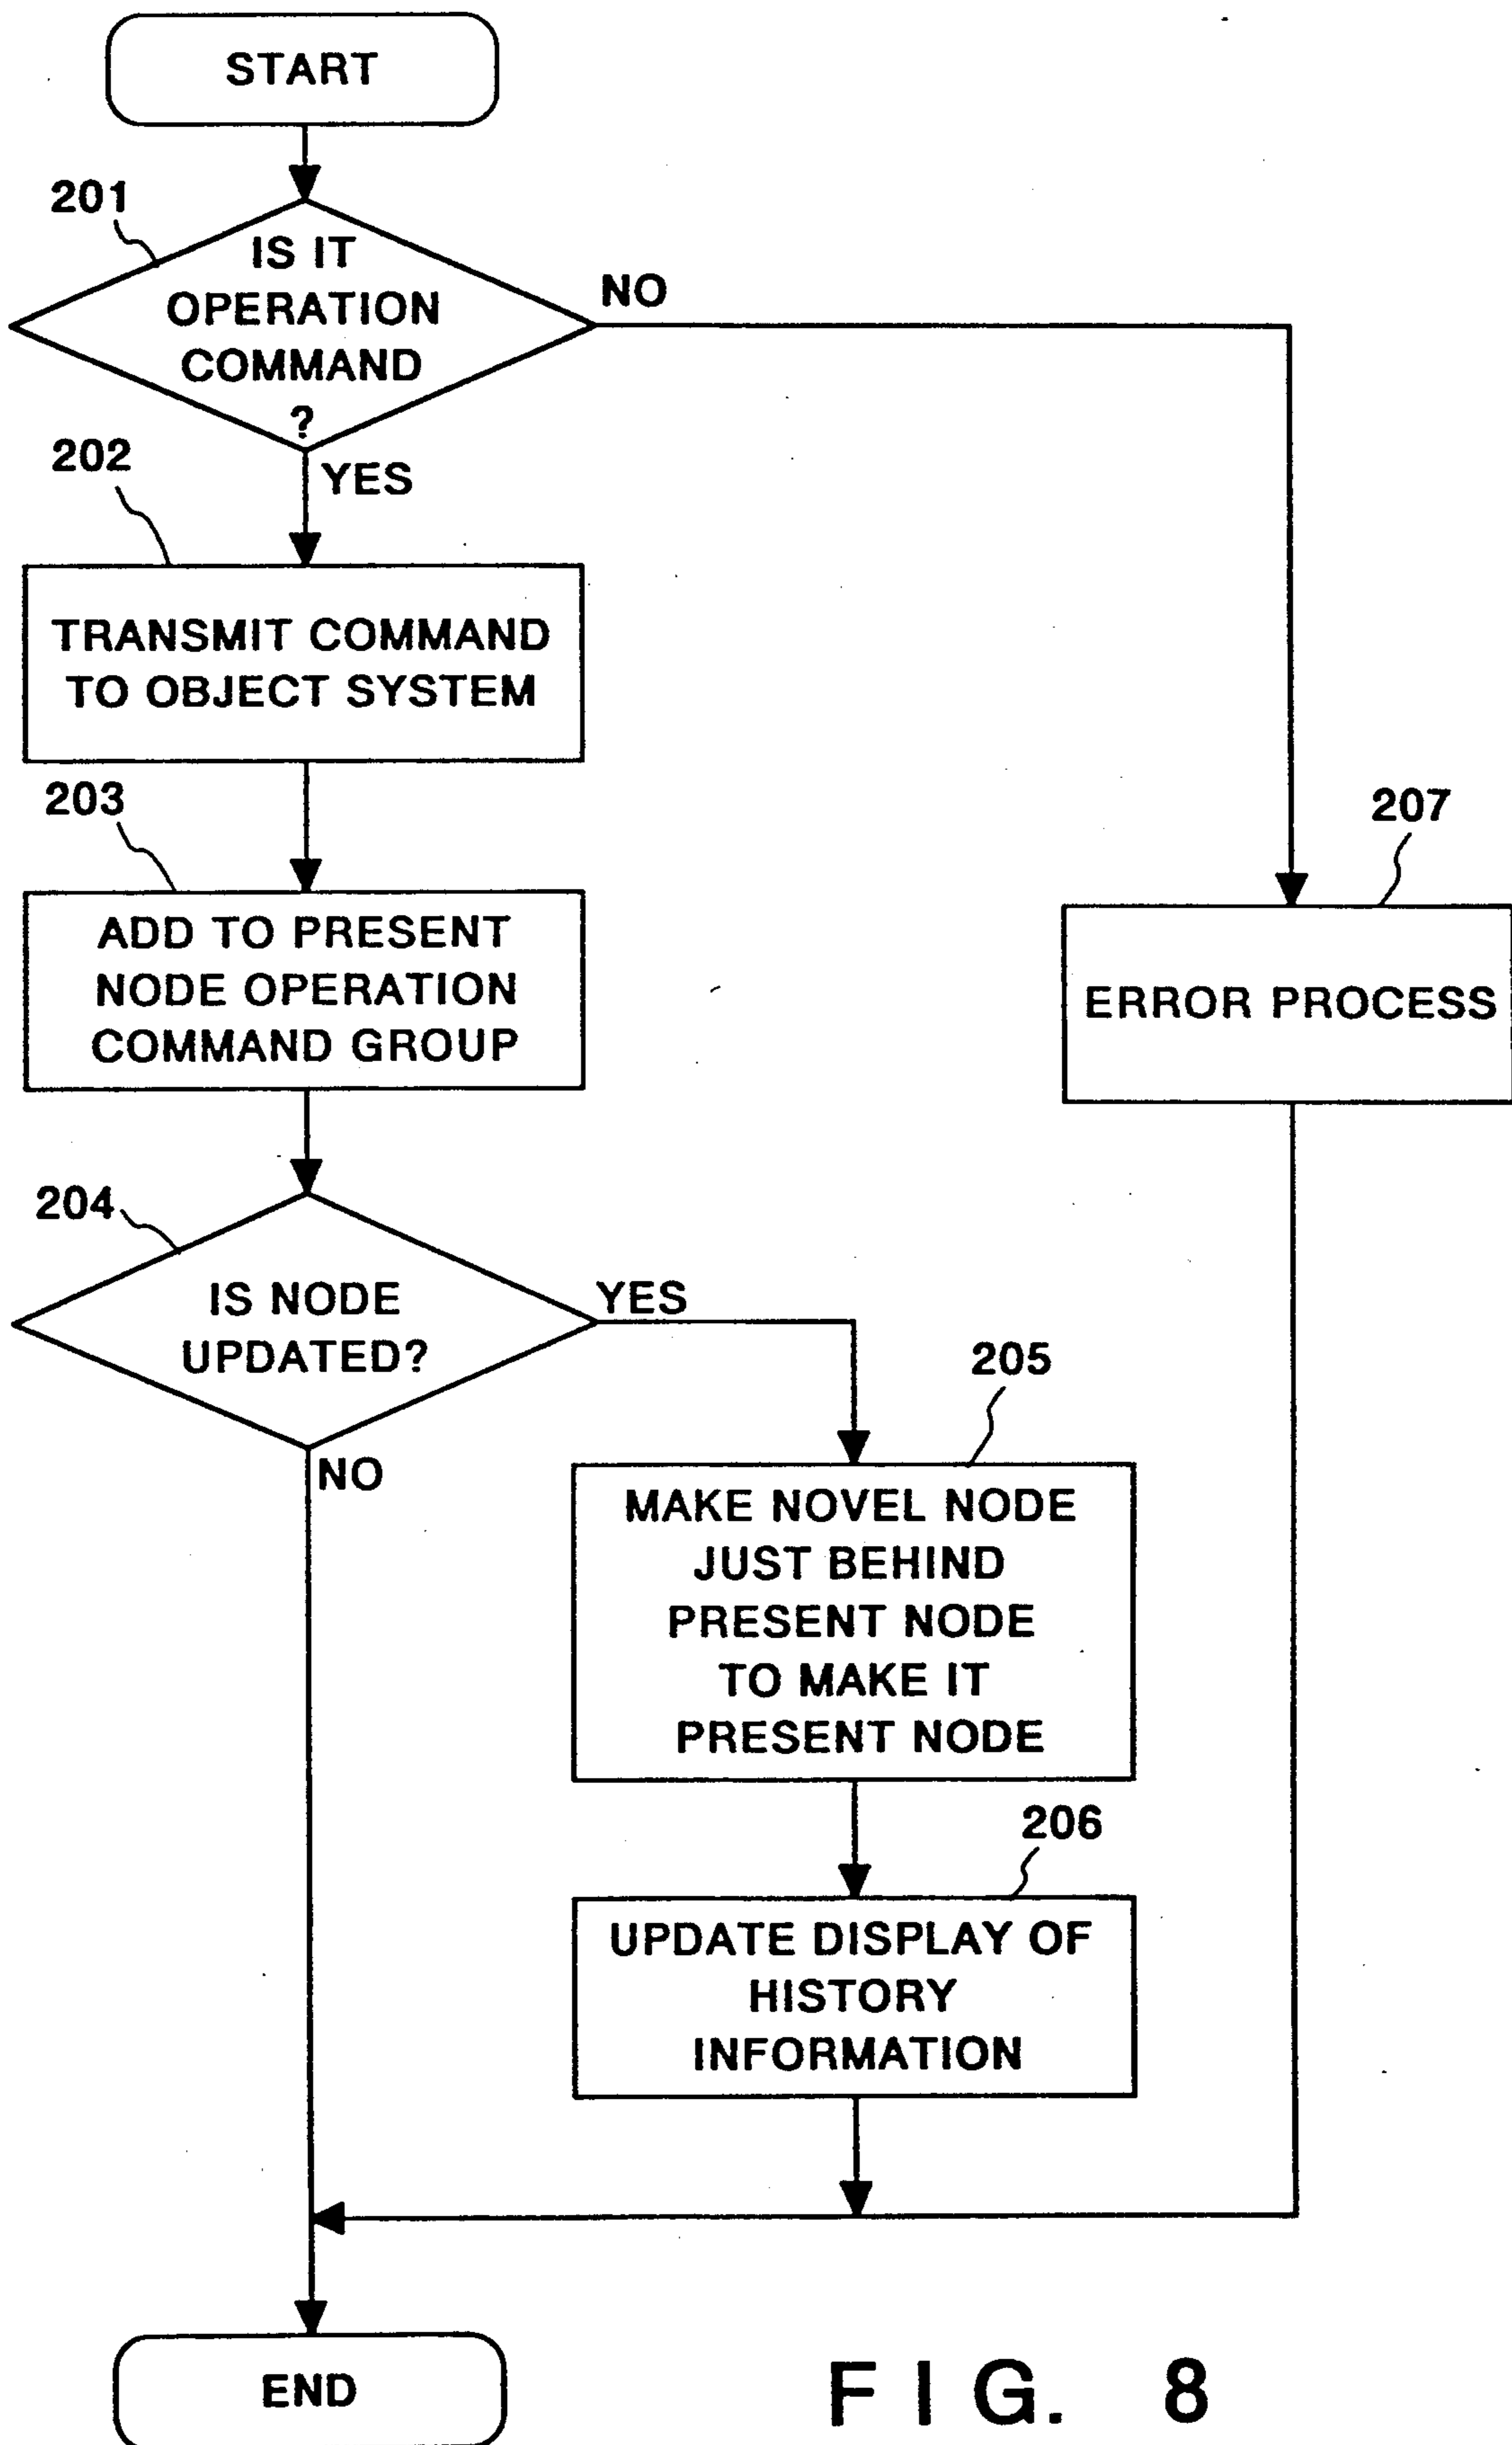 START
201
IS IT
OPERATION
COMMAND
?
NO
YES
202
TRANSMIT COMMAND
TO OBJECT SYSTEM
203
ADD TO PRESENT
NODE OPERATION
COMMAND GROUP
207
ERROR PROCESS
204
IS NODE
UPDATED?
YES
NO
205
MAKE NOVEL NODE
JUST BEHIND
PRESENT NODE
TO MAKE IT
PRESENT NODE
206
UPDATE DISPLAY OF
HISTORY
INFORMATION
END
FIG. 8